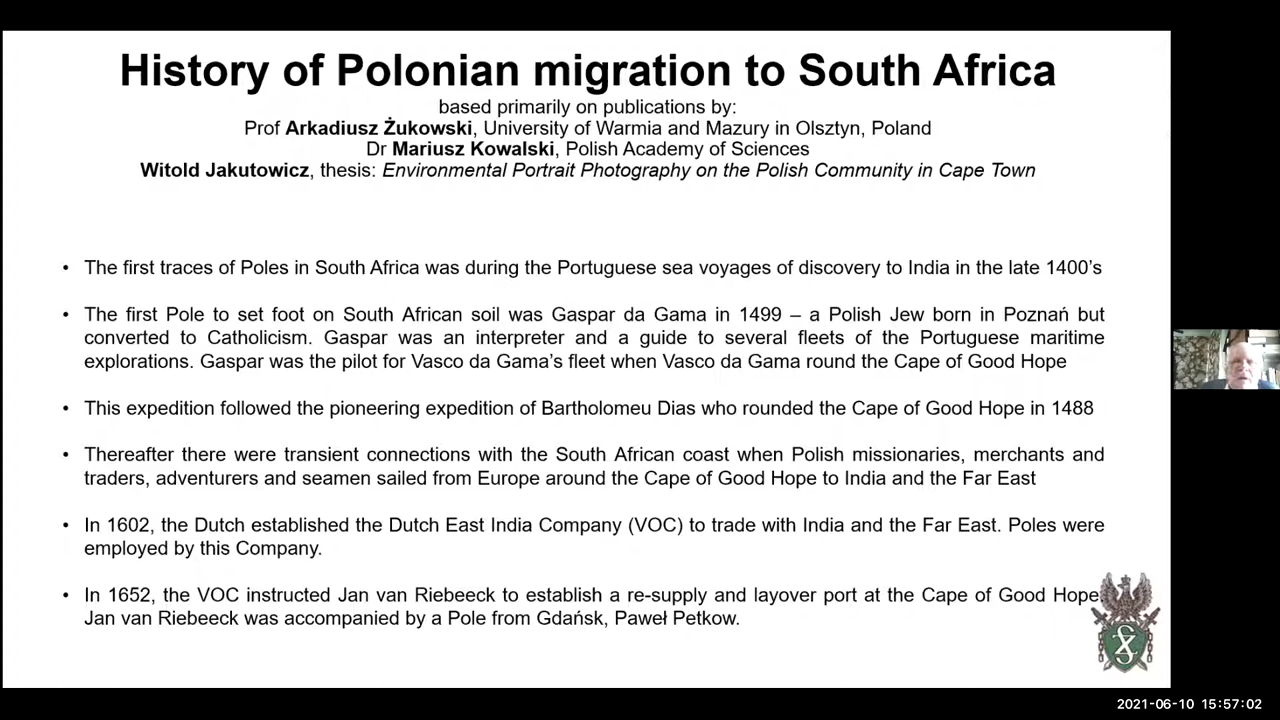 History of Polonian migration to South Africa
based primarily on publications by:
Prof Arkadiusz Żukowski, University of Warmia and Mazury in Olsztyn, Poland
Dr Mariusz Kowalski, Polish Academy of Sciences
Witold Jakutowicz, thesis: Environmental Portrait Photography on the Polish Community in Cape Town
• The first traces of Poles in South Africa was during the Portuguese sea voyages of discovery to India in the late 1400's
• The first Pole to set foot on South African soil was Gaspar da Gama in 1499 – a Polish Jew born in Poznań but
converted to Catholicism. Gaspar was an interpreter and a guide to several fleets of the Portuguese maritime
explorations. Gaspar was the pilot for Vasco da Gama's fleet when Vasco da Gama round the Cape of Good Hope
• This expedition followed the pioneering expedition of Bartholomeu Dias who rounded the Cape of Good Hope in 1488
• Thereafter there were transient connections with the South African coast when Polish missionaries, merchants and
traders, adventurers and seamen sailed from Europe around the Cape of Good Hope to India and the Far East
• In 1602, the Dutch established the Dutch East India Company (VOC) to trade with India and the Far East. Poles were
employed by this Company.
• In 1652, the VOC instructed Jan van Riebeeck to establish a re-supply and layover port at the Cape of Good Hope
Jan van Riebeeck was accompanied by a Pole from Gdańsk, Paweł Petkow.
2021-06-10 15:57:02